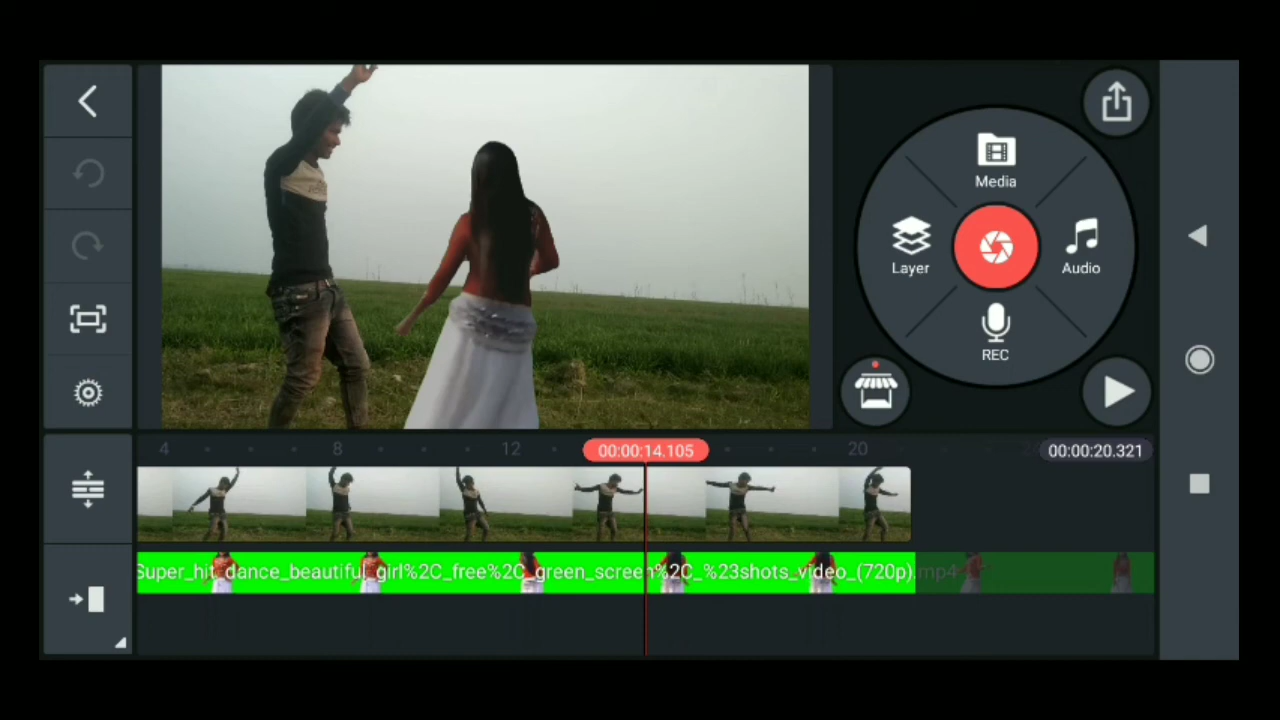 Media
Layer
Audio
REC
4 8 12 00:00:14.105 20 00:00:20.321
Super_hit_dance_beautiful_girl%2C_free%2C_green_screen%2C_%23shots_video_(720p).mp4